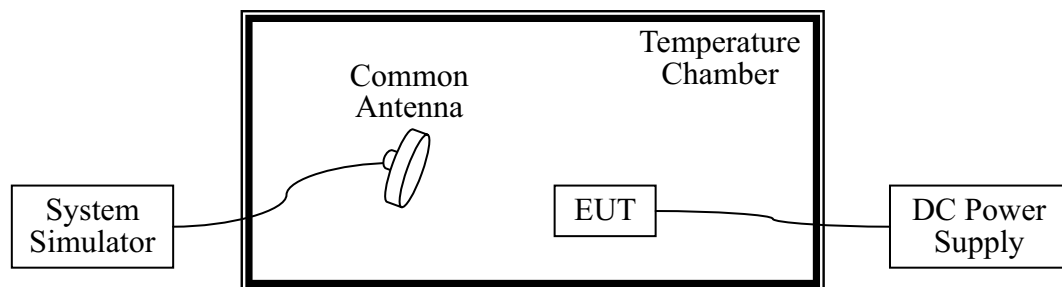 Temperature
Chamber
Common
Antenna
System
Simulator
EUT
DC Power
Supply